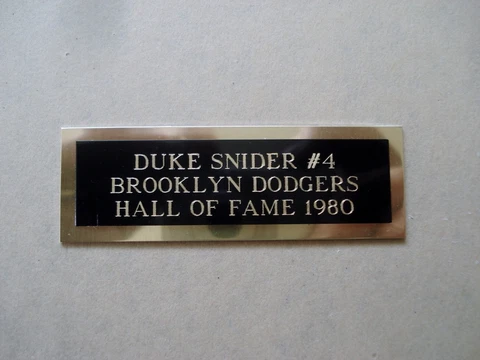 DUKE SNIDER #4
BROOKLYN DODGERS
HALL OF FAME 1980